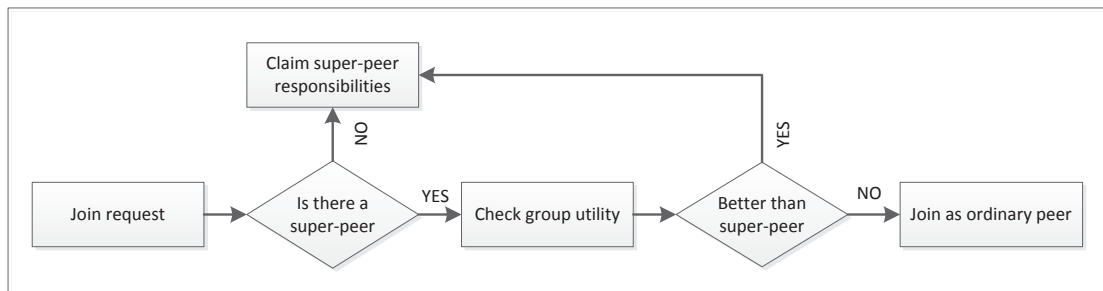 Claim super-peer
responsibilities
NO
YES
Join request
Is there a
super-peer
YES
Check group utility
Better than
super-peer
NO
Join as ordinary peer